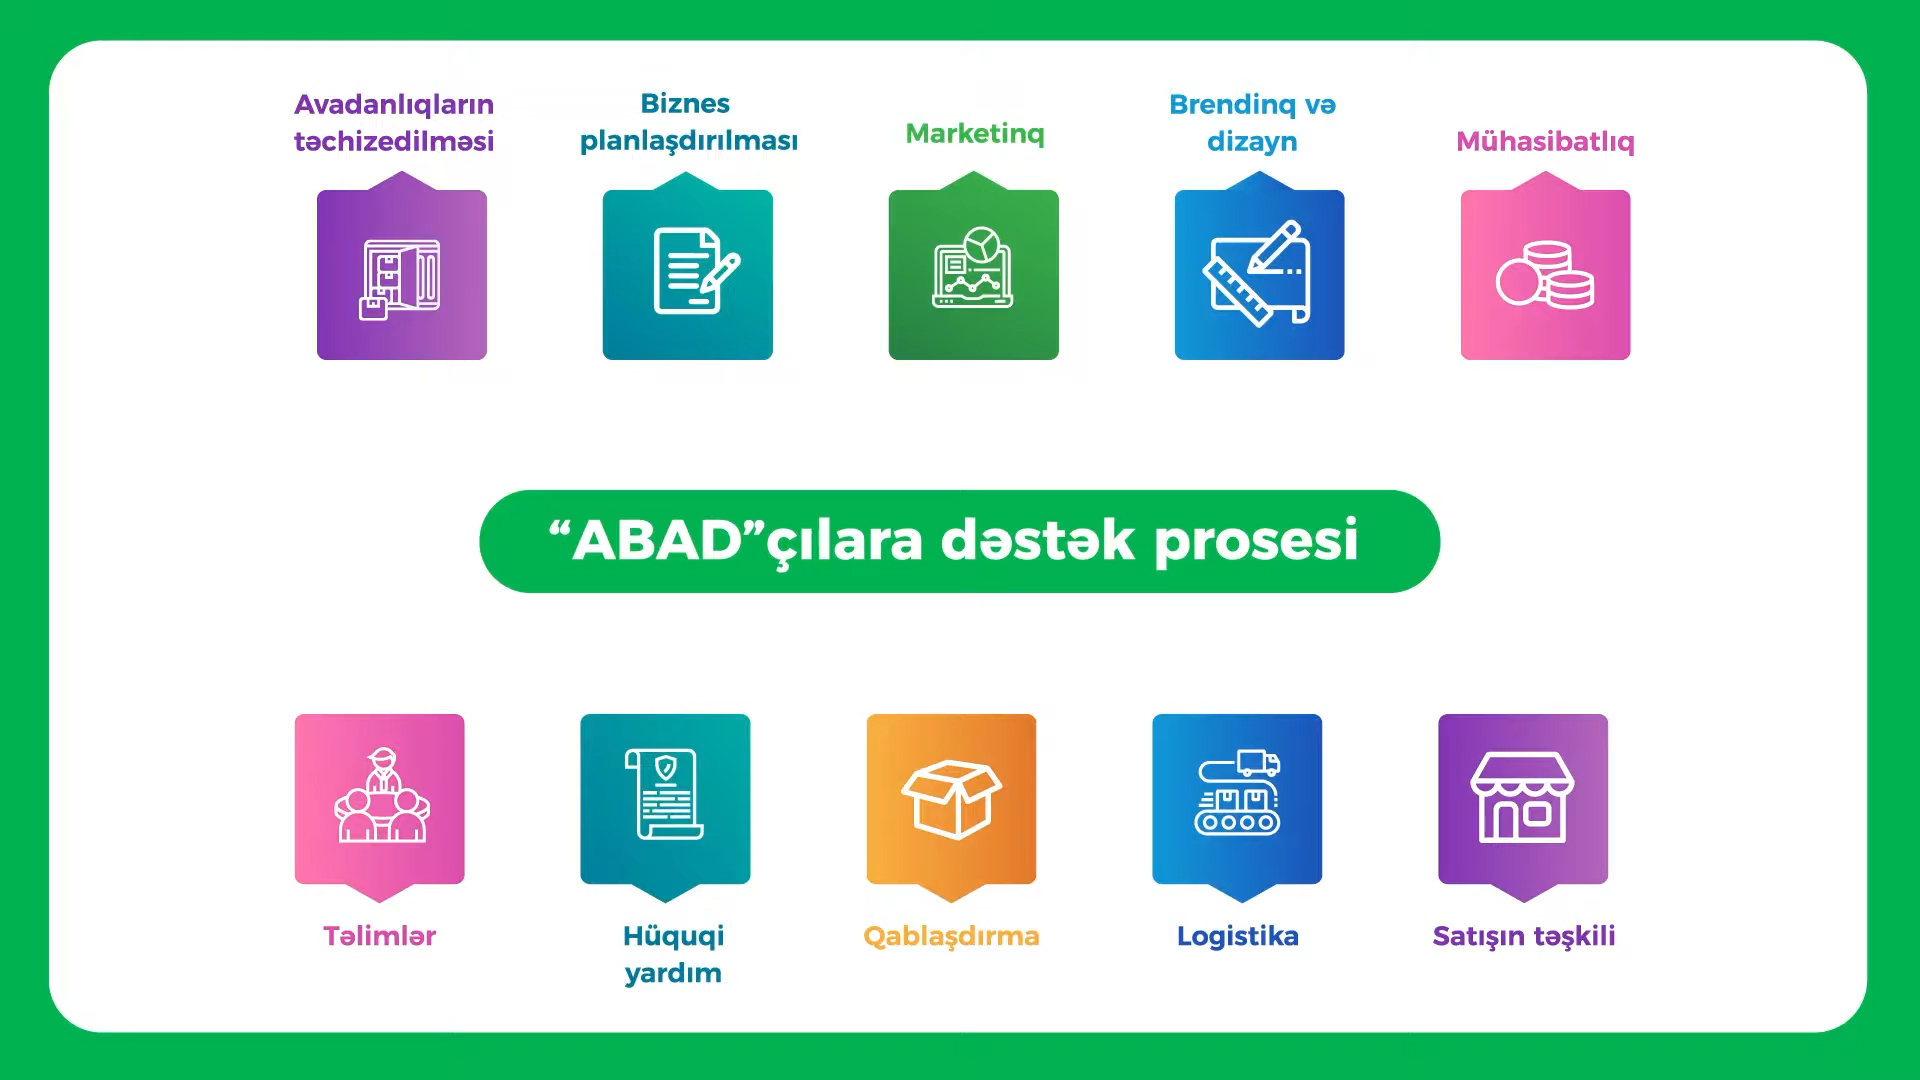 Avadanlıqların
təchizedilməsi
Biznes
planlaşdırılması
Marketinq
Brendinq və
dizayn
Mühasibatlıq
“ABAD”çılara dəstək prosesi
Təlimlər
Hüquqi
yardım
Qablaşdırma
Logistika
Satışın təşkili